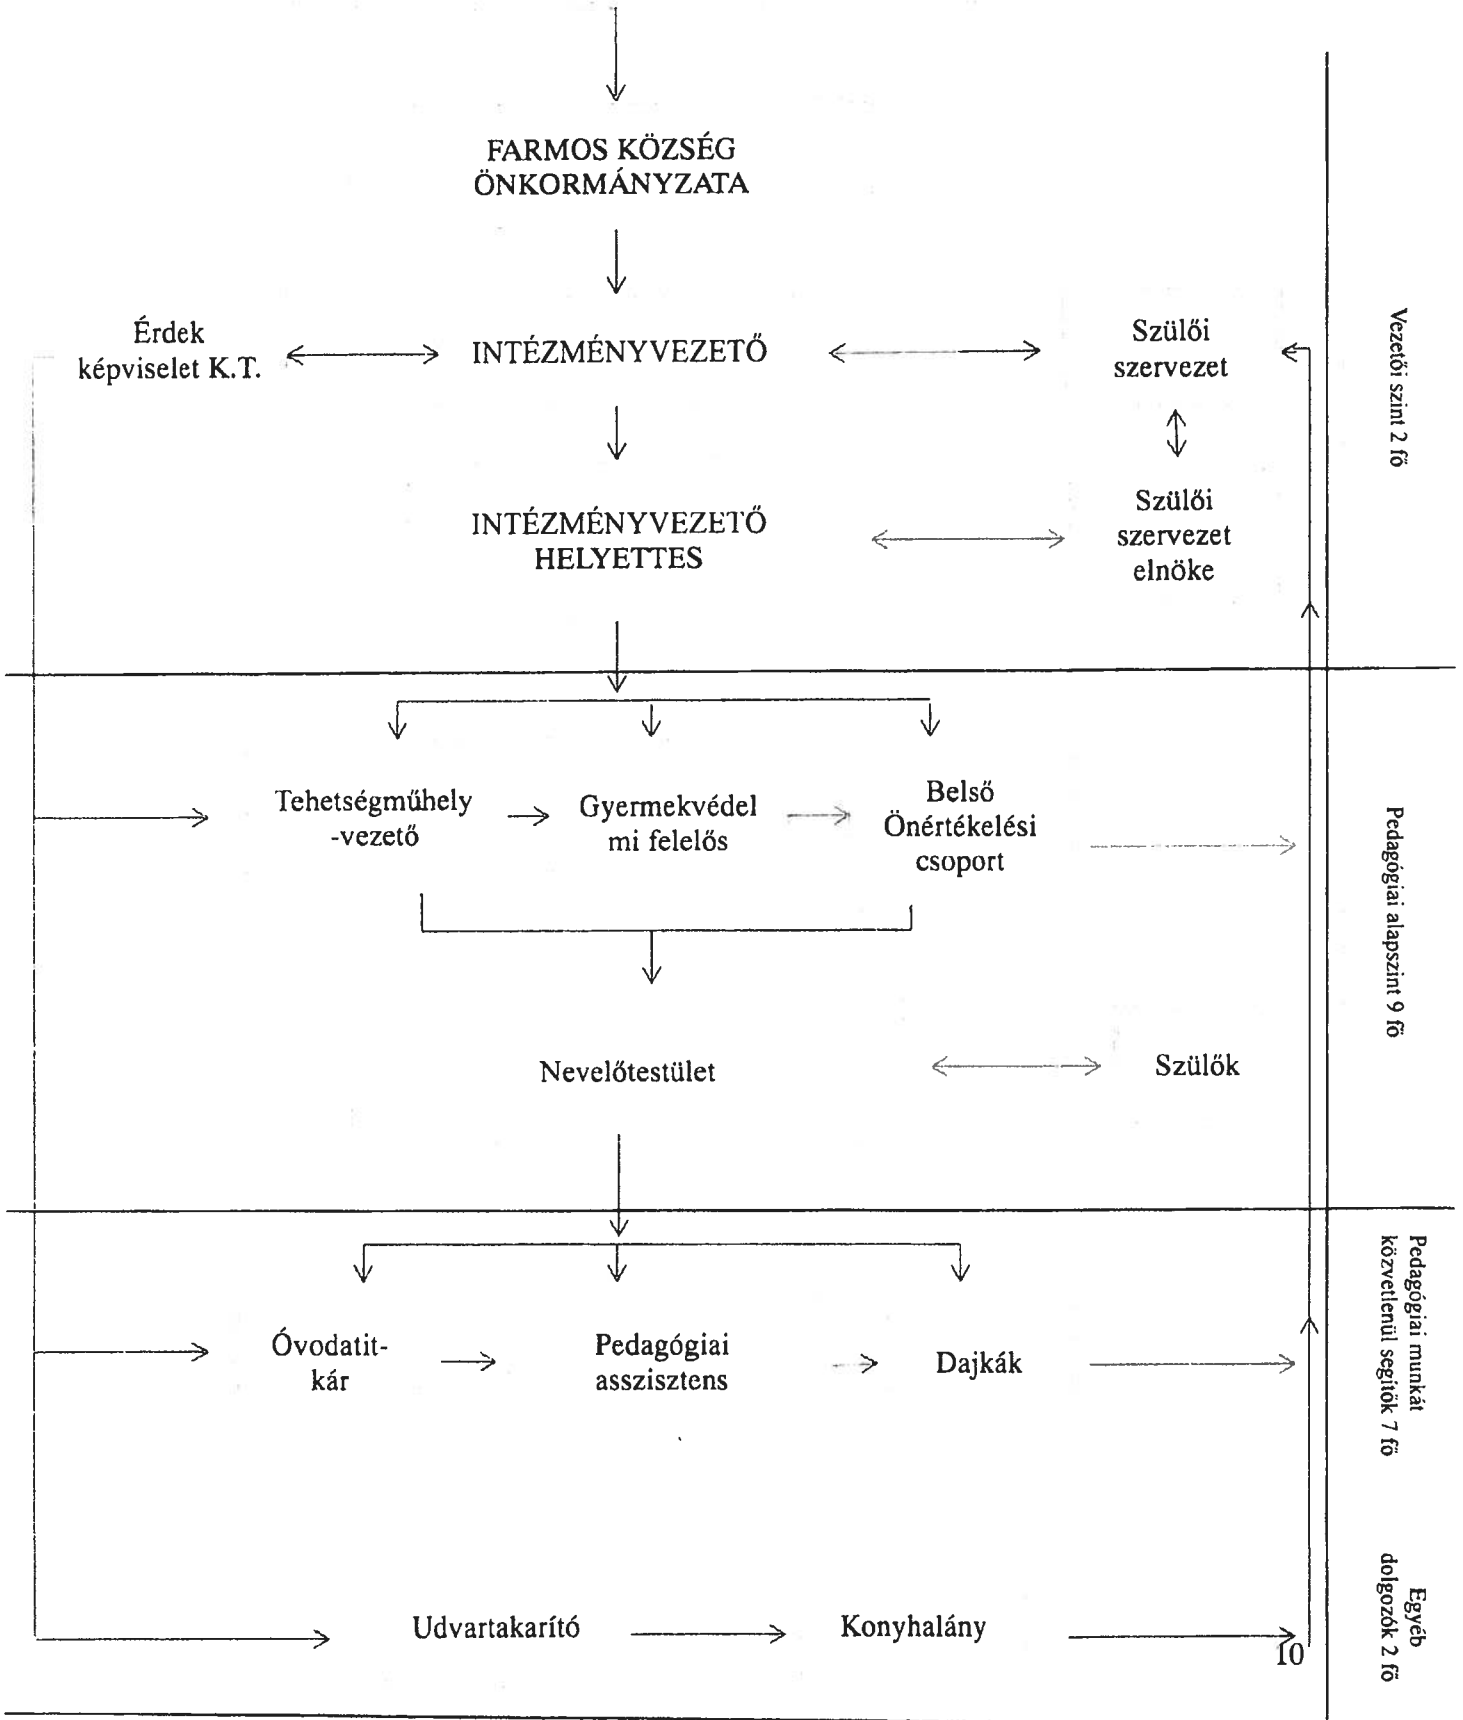 FARMOS KÖZSÉG
ÖNKORMÁNYZATA
Érdek
képviselet K.T.
INTÉZMÉNYVEZETŐ
Szülői
szervezet
INTÉZMÉNYVEZETŐ
HELYETTES
Szülői
szervezet
elnöke
Vezetői szint 2 fő
Tehetségműhely
-vezető
Gyermekvédel
mi felelős
Belső
Önértékelési
csoport
Nevelőtestület
Szülők
Pedagógiai alapszint 9 fő
Óvodatit-
kár
Pedagógiai
asszisztens
Dajkák
Pedagógiai munkát
közvetlenül segítők 7 fő
Udvartakarító
Konyhalány
Egyéb
dolgozók 2 fő
10